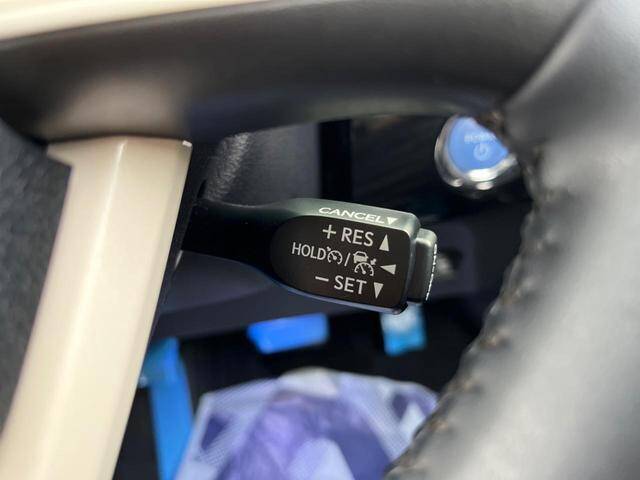 CANCEL▼
+ RES ▲
HOLD / ◄
− SET ▼